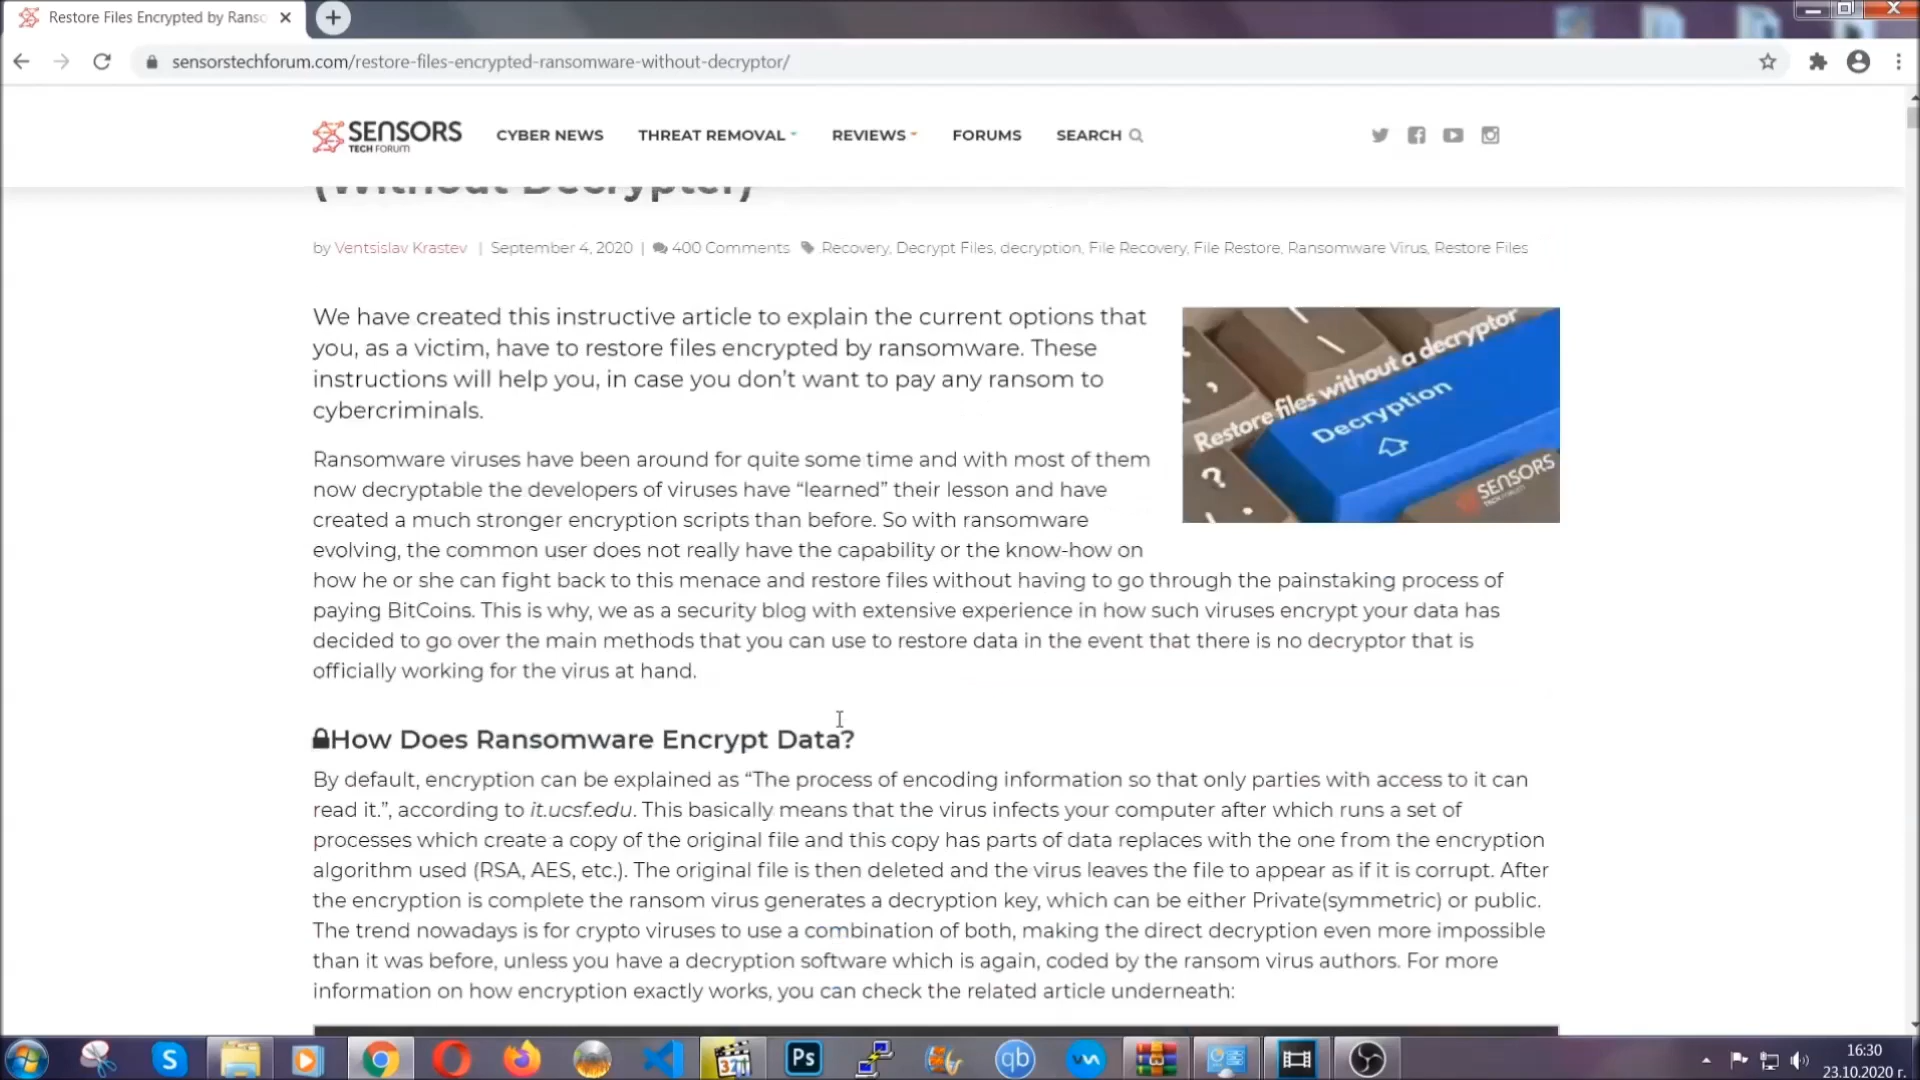 Restore Files Encrypted by Ranso
sensorstechforum.com/restore-files-encrypted-ransomware-without-decryptor/
SENSORS
TECH FORUM
CYBER NEWS THREAT REMOVAL REVIEWS FORUMS SEARCH
(Without Decrypter)
by Ventsislav Krastev | September 4, 2020 | 400 Comments Recovery, Decrypt Files, decryption, File Recovery, File Restore, Ransomware Virus, Restore Files
We have created this instructive article to explain the current options that
you, as a victim, have to restore files encrypted by ransomware. These
instructions will help you, in case you don’t want to pay any ransom to
cybercriminals.
Restore files without a decryptor
Decryption
SENSORS
Ransomware viruses have been around for quite some time and with most of them
now decryptable the developers of viruses have “learned” their lesson and have
created a much stronger encryption scripts than before. So with ransomware
evolving, the common user does not really have the capability or the know-how on
how he or she can fight back to this menace and restore files without having to go through the painstaking process of
paying BitCoins. This is why, we as a security blog with extensive experience in how such viruses encrypt your data has
decided to go over the main methods that you can use to restore data in the event that there is no decryptor that is
officially working for the virus at hand.
How Does Ransomware Encrypt Data?
By default, encryption can be explained as “The process of encoding information so that only parties with access to it can
read it.”, according to it.ucsf.edu. This basically means that the virus infects your computer after which runs a set of
processes which create a copy of the original file and this copy has parts of data replaces with the one from the encryption
algorithm used (RSA, AES, etc.). The original file is then deleted and the virus leaves the file to appear as if it is corrupt. After
the encryption is complete the ransom virus generates a decryption key, which can be either Private(symmetric) or public.
The trend nowadays is for crypto viruses to use a combination of both, making the direct decryption even more impossible
than it was before, unless you have a decryption software which is again, coded by the ransom virus authors. For more
information on how encryption exactly works, you can check the related article underneath:
S
321
Ps
qb
16:30
23.10.2020 г.